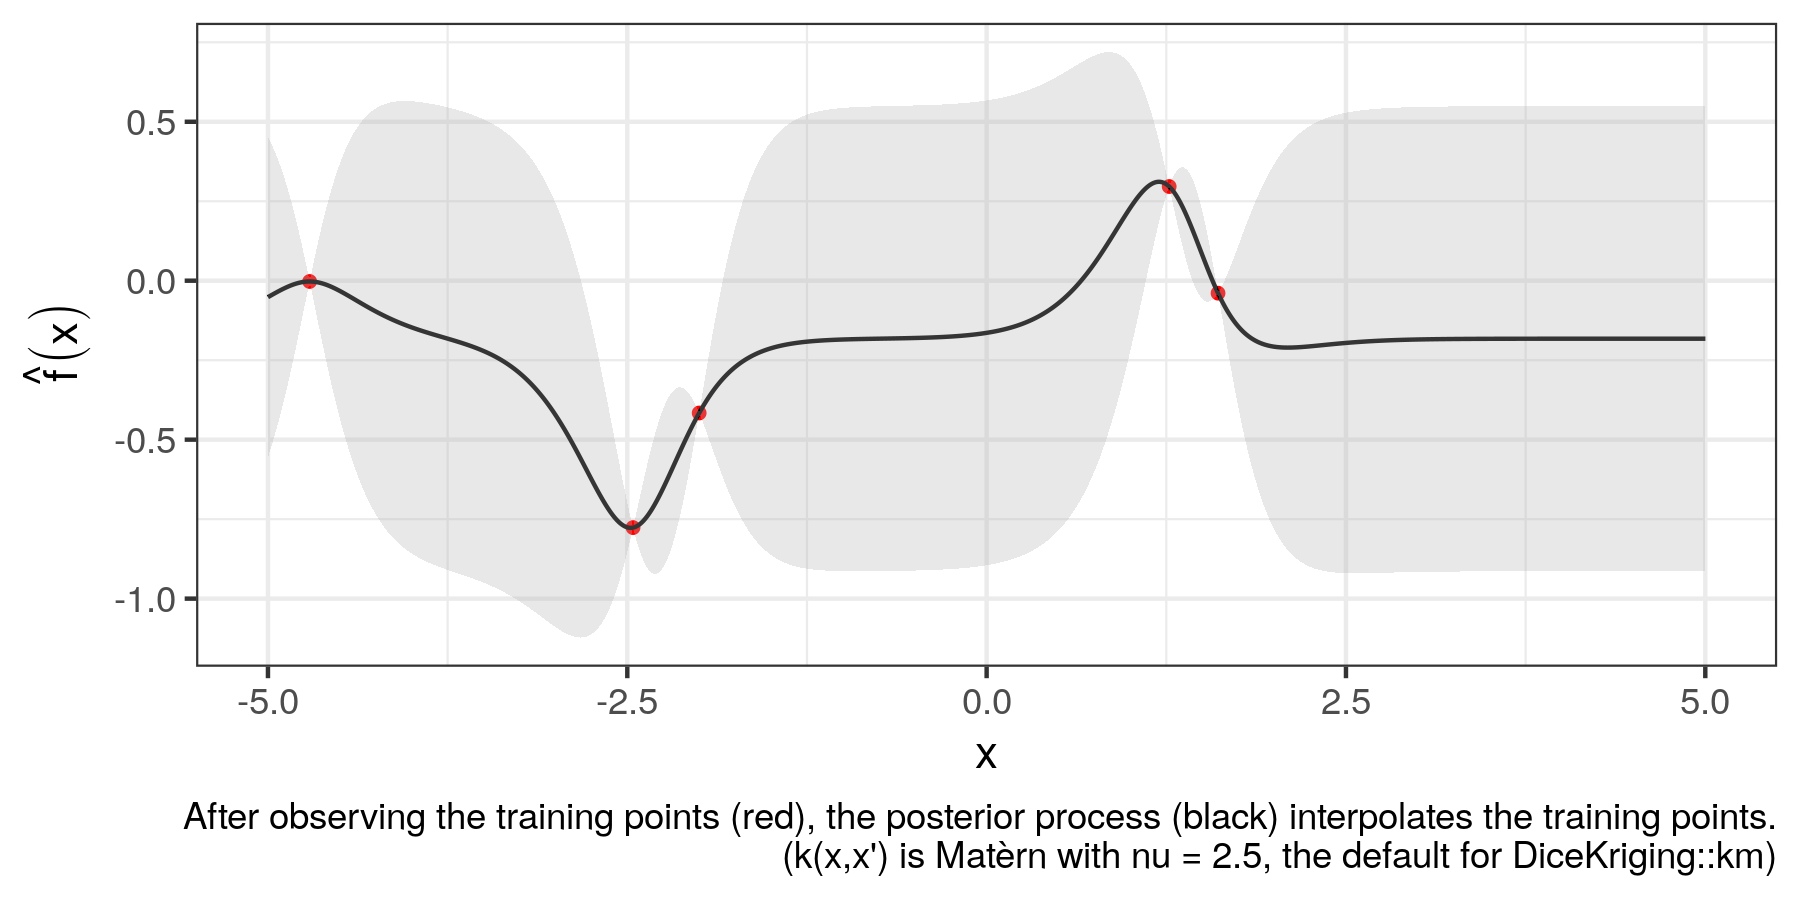 0.5
0.0
-0.5
-1.0
f̂(x)
-5.0 -2.5 0.0 2.5 5.0
x
After observing the training points (red), the posterior process (black) interpolates the training points.
(k(x,x') is Matèrn with nu = 2.5, the default for DiceKriging::km)